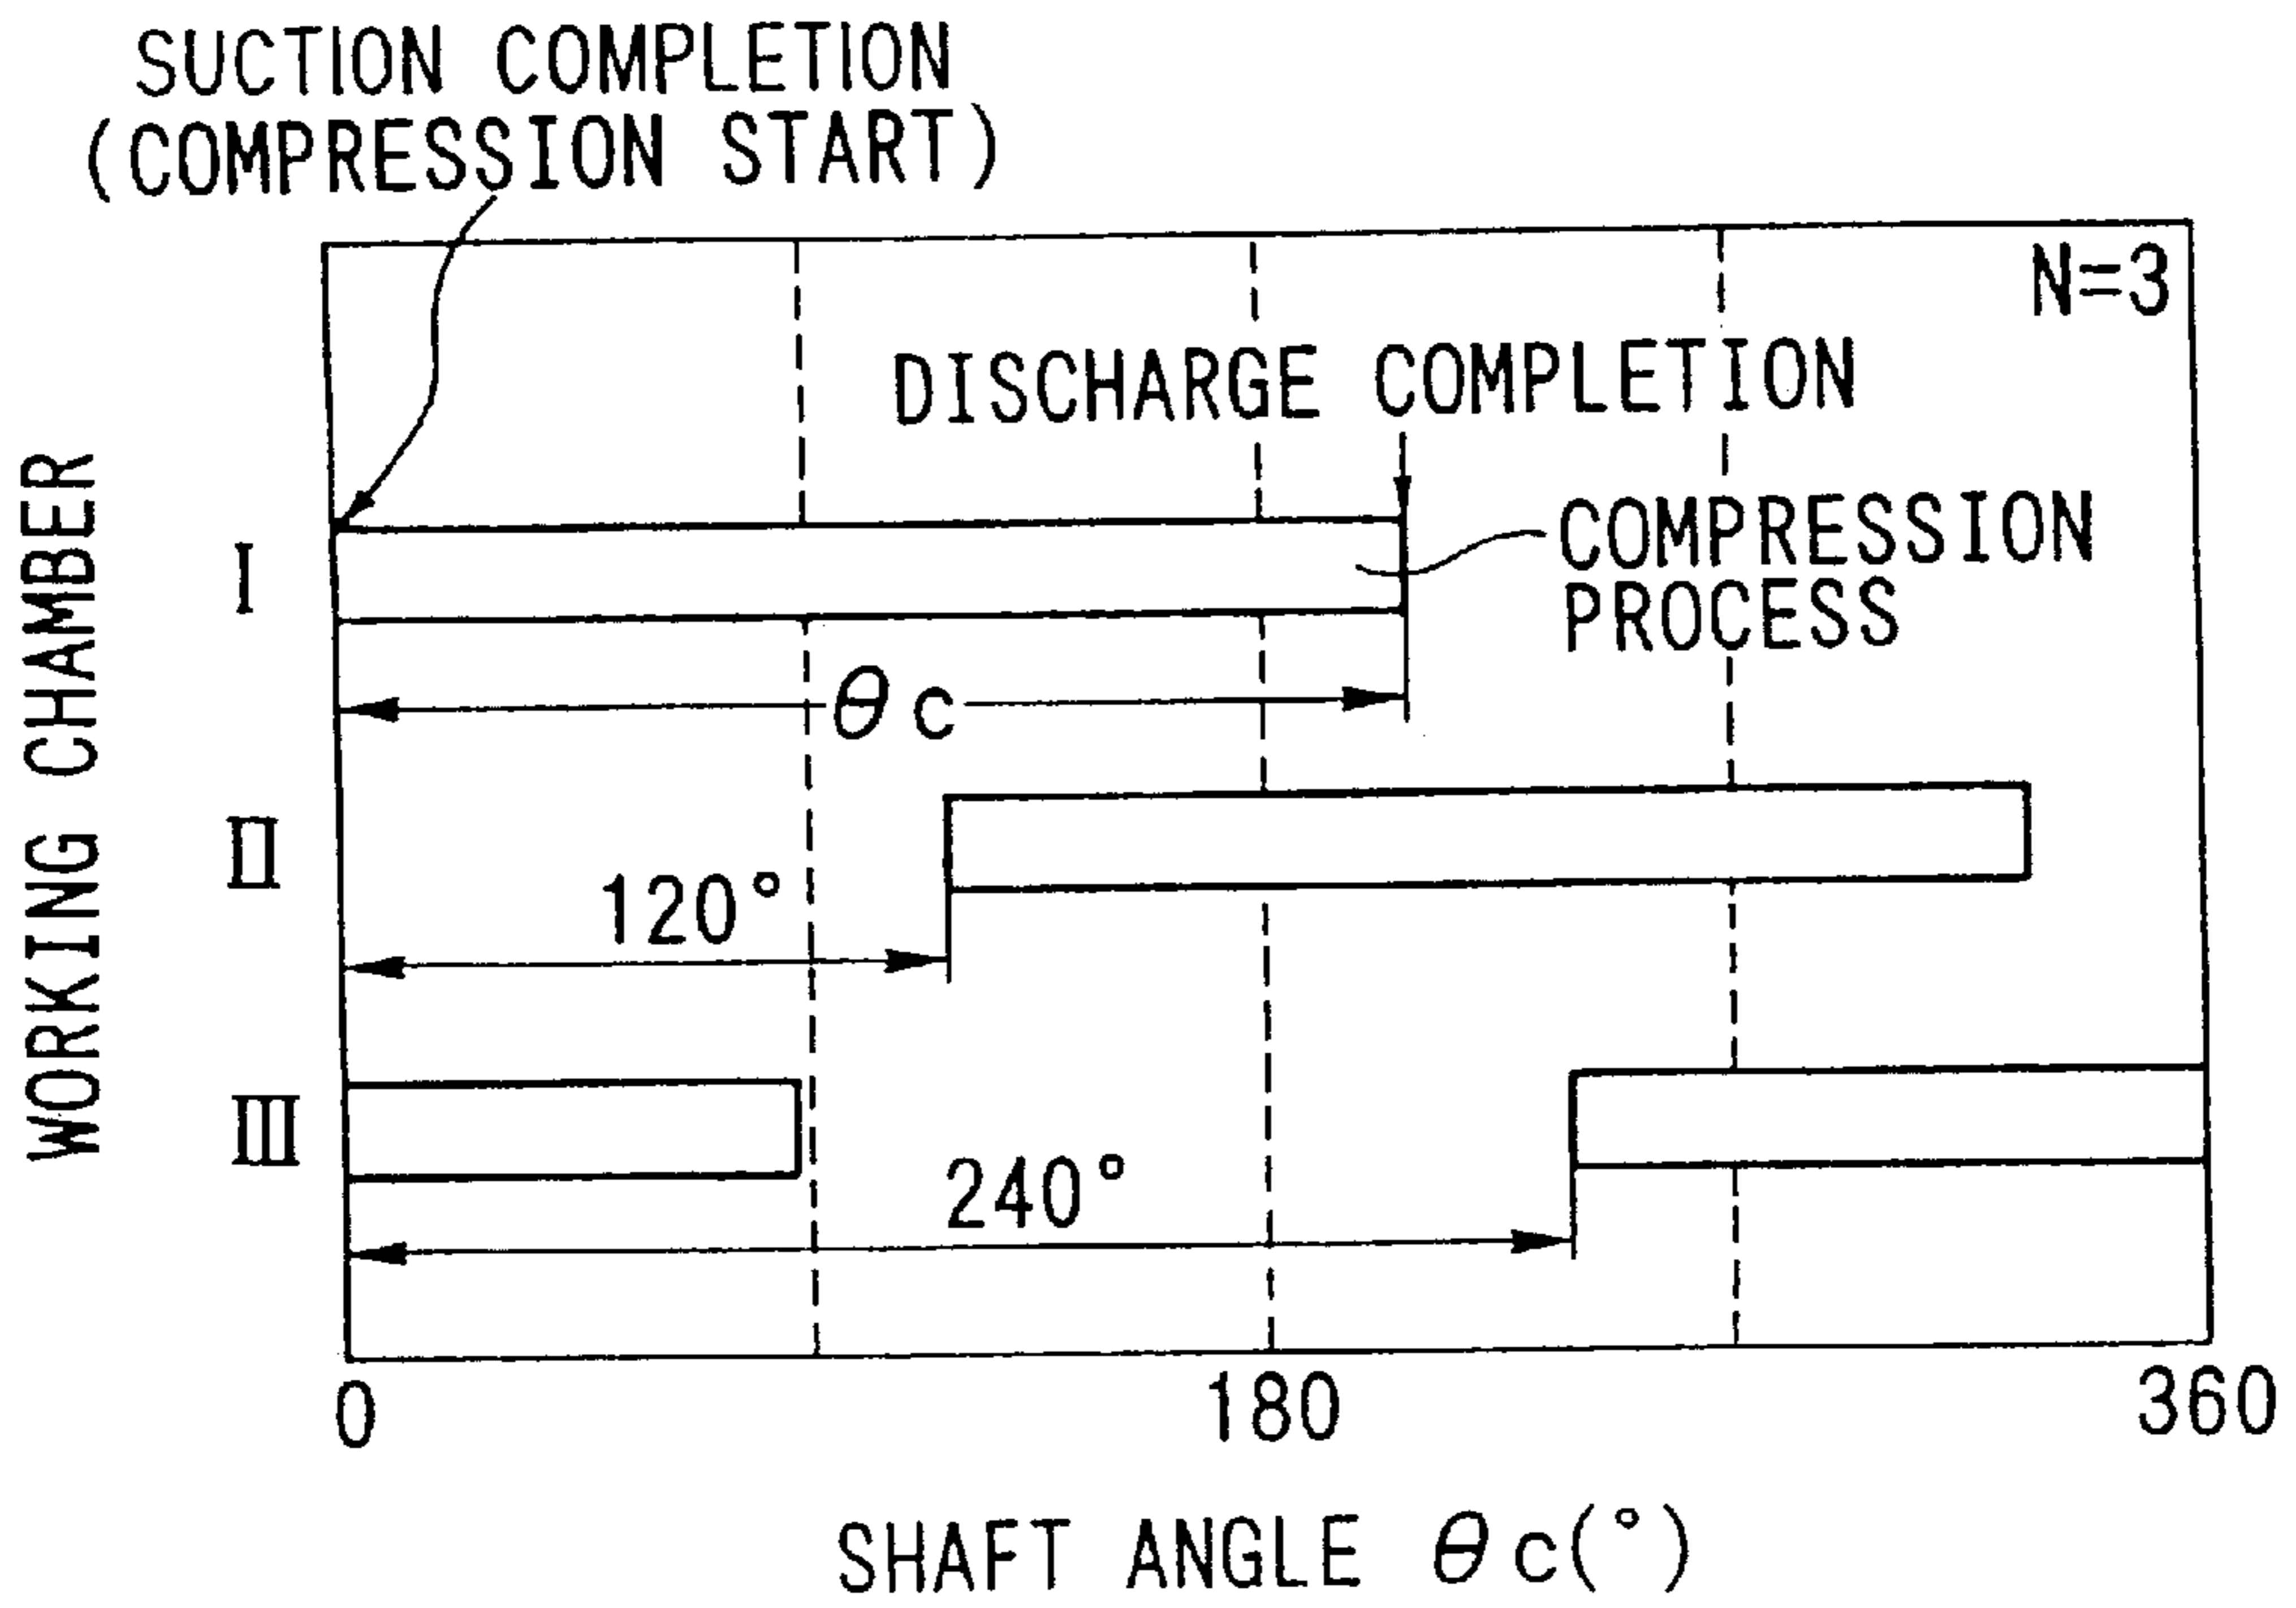 SUCTION COMPLETION
(COMPRESSION START)
N=3
DISCHARGE COMPLETION
COMPRESSION
PROCESS
WORKING CHAMBER
I
θc
II
120°
III
240°
0
180
360
SHAFT ANGLE θc(°)